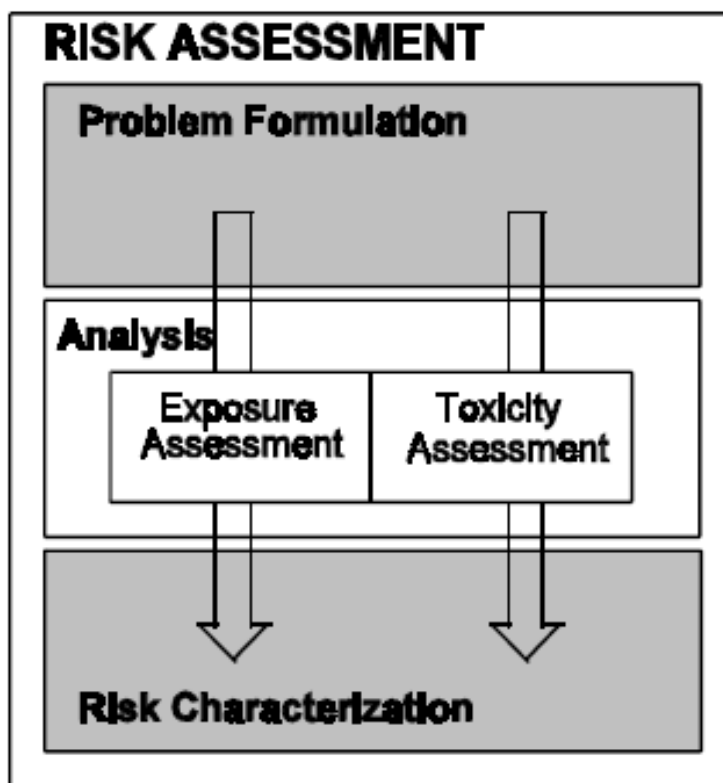 RISK ASSESSMENT
Problem Formulation
Analysis
Exposure
Assessment
Toxicity
Assessment
Risk Characterization